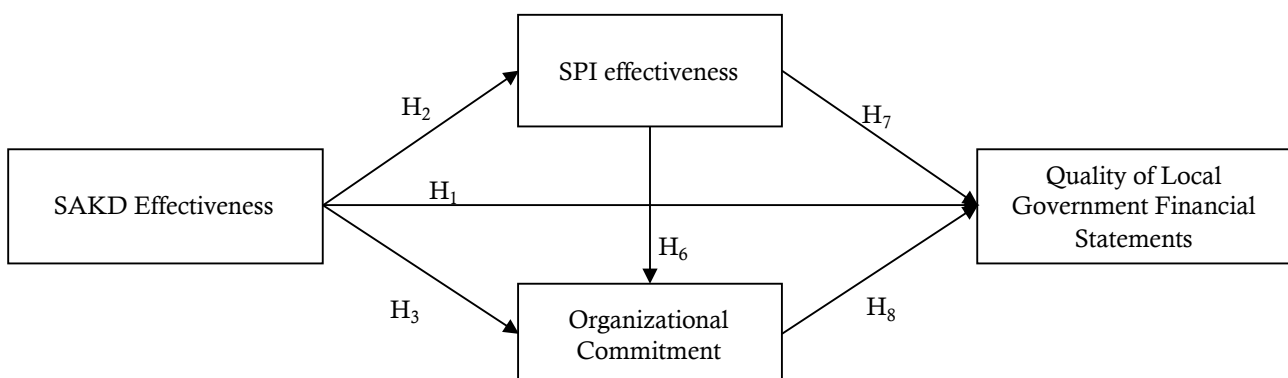 SPI effectiveness
H2
H7
SAKD Effectiveness
H1
Quality of Local
Government Financial
Statements
H6
H3
Organizational
Commitment
H8